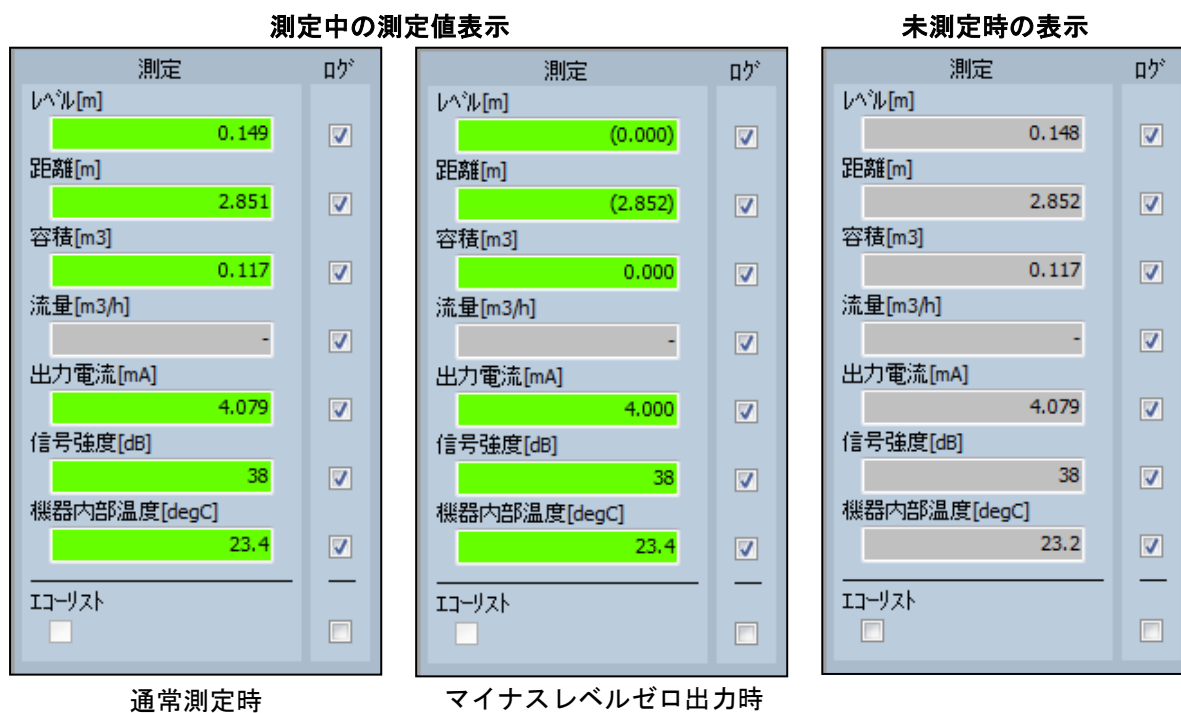 測定中の測定値表示
未測定時の表示
測定 ﾛｸﾞ
ﾚﾍﾞﾙ[m]
0.149
距離[m]
2.851
容積[m3]
0.117
流量[m3/h]
-
出力電流[mA]
4.079
信号強度[dB]
38
機器内部温度[degC]
23.4
ｴｺｰﾘｽﾄ
通常測定時
測定 ﾛｸﾞ
ﾚﾍﾞﾙ[m]
(0.000)
距離[m]
(2.852)
容積[m3]
0.000
流量[m3/h]
-
出力電流[mA]
4.000
信号強度[dB]
38
機器内部温度[degC]
23.4
ｴｺｰﾘｽﾄ
マイナスレベルゼロ出力時
測定 ﾛｸﾞ
ﾚﾍﾞﾙ[m]
0.148
距離[m]
2.852
容積[m3]
0.117
流量[m3/h]
-
出力電流[mA]
4.079
信号強度[dB]
38
機器内部温度[degC]
23.2
ｴｺｰﾘｽﾄ